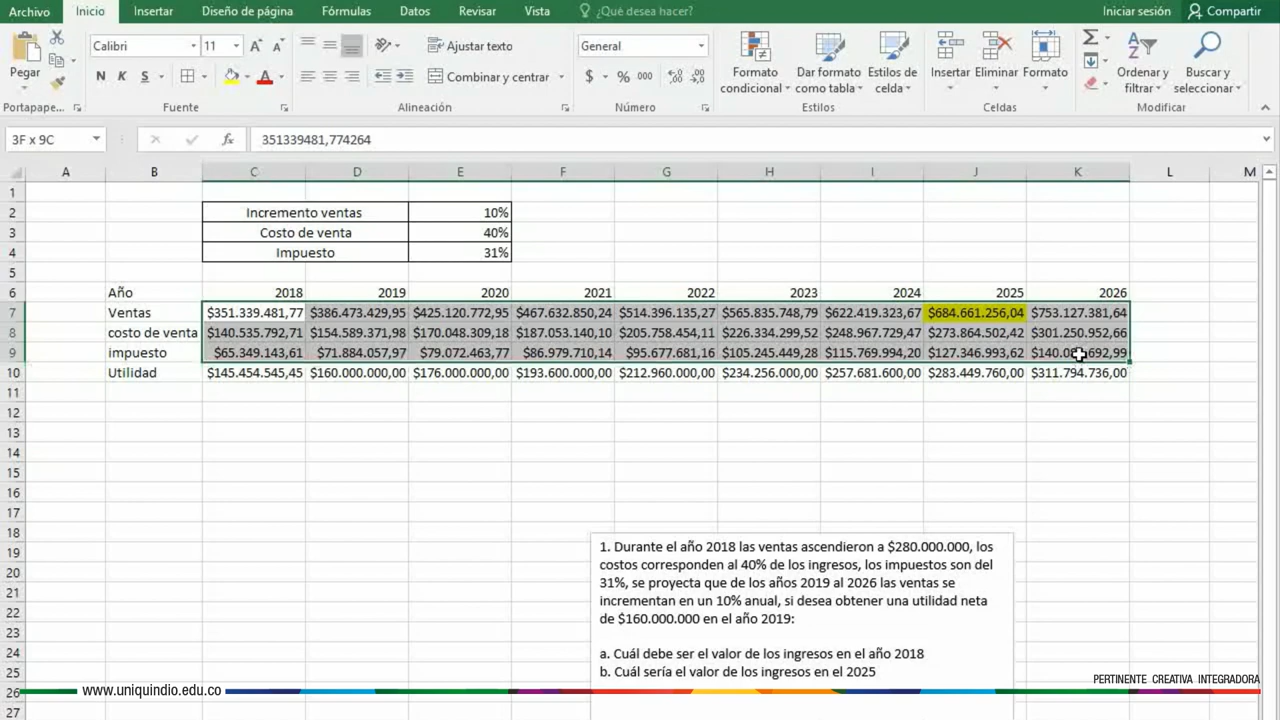 Archivo Inicio Insertar Diseño de página Fórmulas Datos Revisar Vista ¿Qué desea hacer? Iniciar sesión Compartir
Calibri 11 Ajustar texto General
Pegar N K S Combinar y centrar $ % 000 Formato condicional Dar formato como tabla Estilos de celda Insertar Eliminar Formato Ordenar y filtrar Buscar y seleccionar
Portapape... Fuente Alineación Número Estilos Celdas Modificar
3F x 9C fx 351339481,774264
A B C D E F G H I J K L M
1
2 Incremento ventas 10%
3 Costo de venta 40%
4 Impuesto 31%
5
6 Año 2018 2019 2020 2021 2022 2023 2024 2025 2026
7 Ventas $351.339.481,77 $386.473.429,95 $425.120.772,95 $467.632.850,24 $514.396.135,27 $565.835.748,79 $622.419.323,67 $684.661.256,04 $753.127.381,64
8 costo de venta $140.535.792,71 $154.589.371,98 $170.048.309,18 $187.053.140,10 $205.758.454,11 $226.334.299,52 $248.967.729,47 $273.864.502,42 $301.250.952,66
9 impuesto $65.349.143,61 $71.884.057,97 $79.072.463,77 $86.979.710,14 $95.677.681,16 $105.245.449,28 $115.769.994,20 $127.346.993,62
10 Utilidad $145.454.545,45 $160.000.000,00 $176.000.000,00 $193.600.000,00 $212.960.000,00 $234.256.000,00 $257.681.600,00 $283.449.760,00 $311.794.736,00
11
12
13
14
15
16
17
18
19 1. Durante el año 2018 las ventas ascendieron a $280.000.000, los
20 costos corresponden al 40% de los ingresos, los impuestos son del
21 31%, se proyecta que de los años 2019 al 2026 las ventas se
22 incrementan en un 10% anual, si desea obtener una utilidad neta
23 de $160.000.000 en el año 2019:
24 a. Cuál debe ser el valor de los ingresos en el año 2018
25 b. Cuál sería el valor de los ingresos en el 2025
26 www.uniquindio.edu.co PERTINENTE CREATIVA INTEGRADORA
27